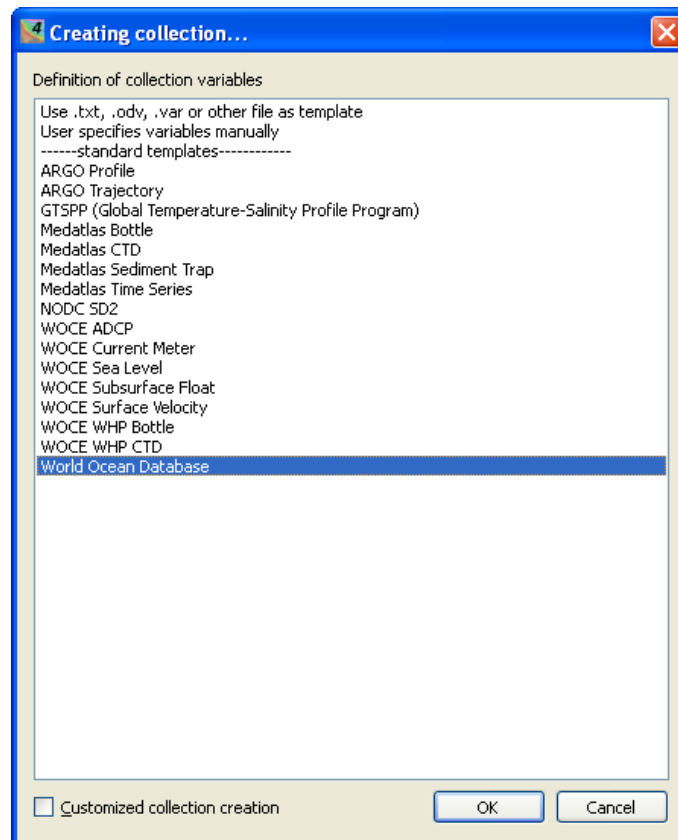 4 Creating collection...
Definition of collection variables
Use .txt, .odv, .var or other file as template
User specifies variables manually
------standard templates------------
ARGO Profile
ARGO Trajectory
GTSPP (Global Temperature-Salinity Profile Program)
Medatlas Bottle
Medatlas CTD
Medatlas Sediment Trap
Medatlas Time Series
NODC SD2
WOCE ADCP
WOCE Current Meter
WOCE Sea Level
WOCE Subsurface Float
WOCE Surface Velocity
WOCE WHP Bottle
WOCE WHP CTD
World Ocean Database
Customized collection creation OK Cancel